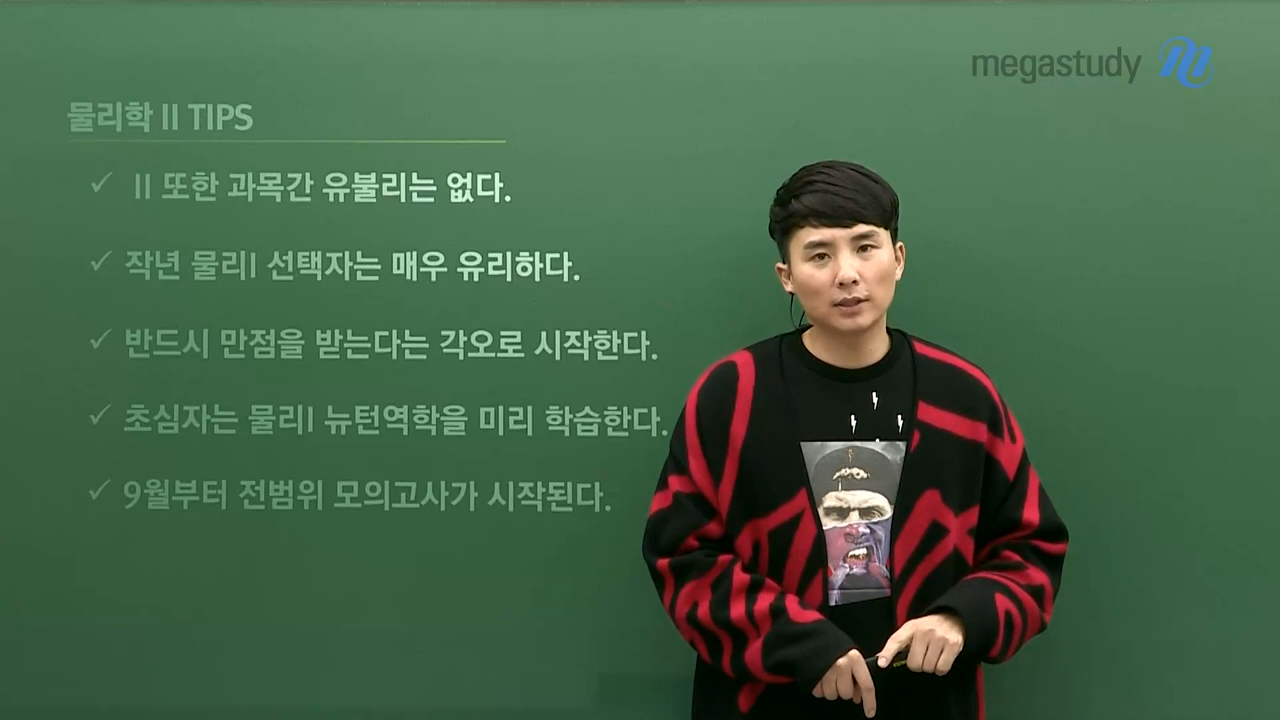 megastudy
물리학 II TIPS
✓ II 또한 과목간 유불리는 없다.
✓ 작년 물리I 선택자는 매우 유리하다.
✓ 반드시 만점을 받는다는 각오로 시작한다.
✓ 초심자는 물리I 뉴턴역학을 미리 학습한다.
✓ 9월부터 전범위 모의고사가 시작된다.